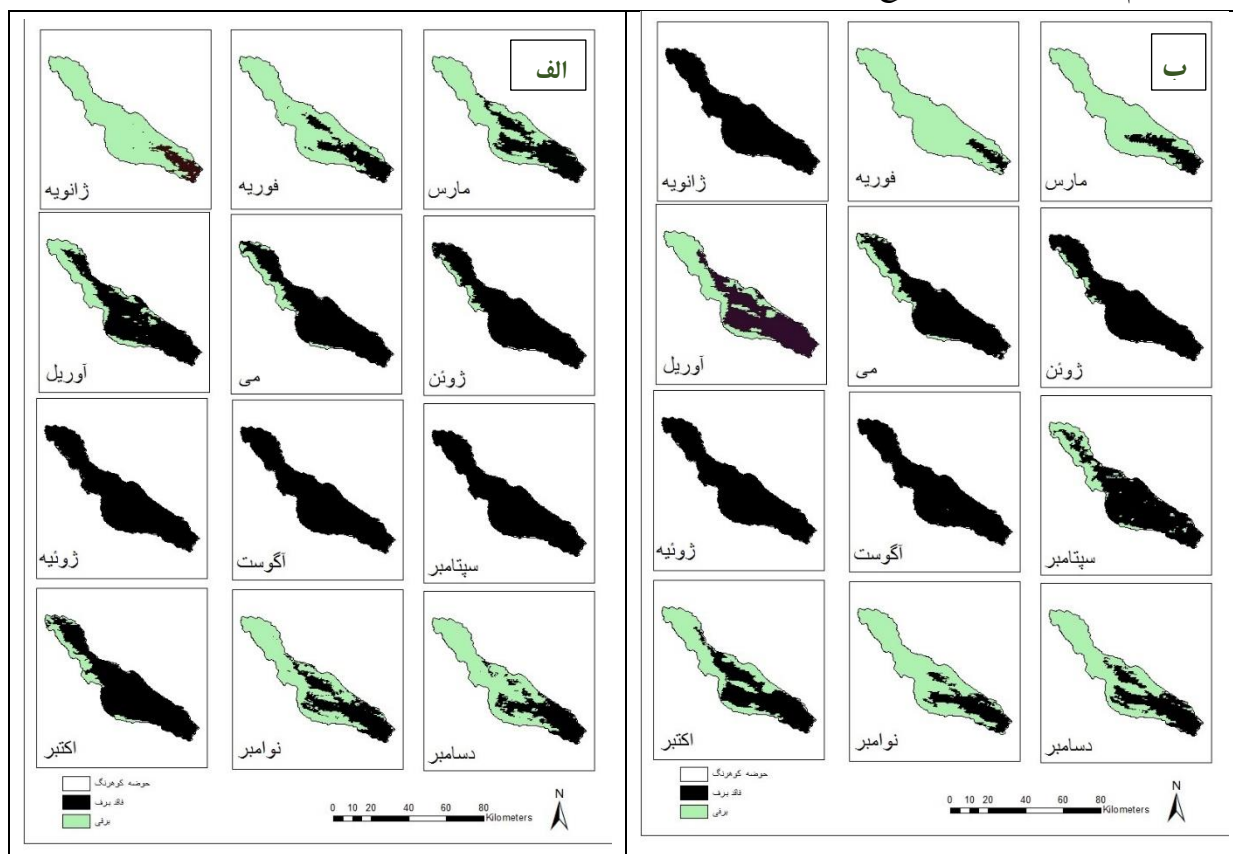 الف
ژانویه
فوریه
مارس
آوریل
می
ژوئن
ژوئیه
آگوست
سپتامبر
اکتبر
نوامبر
دسامبر
حوضه کوهرنگ
فاقد برف
برفی
0 5 10 20 40 60 80
Kilometers
N
ب
ژانویه
فوریه
مارس
آوریل
می
ژوئن
ژوئیه
آگوست
سپتامبر
اکتبر
نوامبر
دسامبر
حوضه کوهرنگ
فاقد برف
برفی
0 5 10 20 40 60 80
Kilometers
N